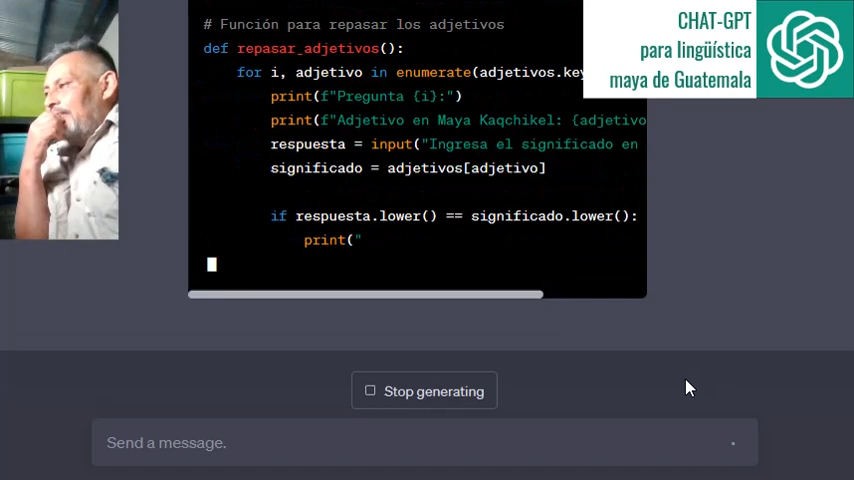 CHAT-GPT
para lingüística
maya de Guatemala
# Función para repasar los adjetivos
def repasar_adjetivos():
for i, adjetivo in enumerate(adjetivos.key
print(f"Pregunta {i}:")
print(f"Adjetivo en Maya Kaqchikel: {adjetivo
respuesta = input("Ingresa el significado en
significado = adjetivos[adjetivo]
if respuesta.lower() == significado.lower():
print("
Stop generating
Send a message.